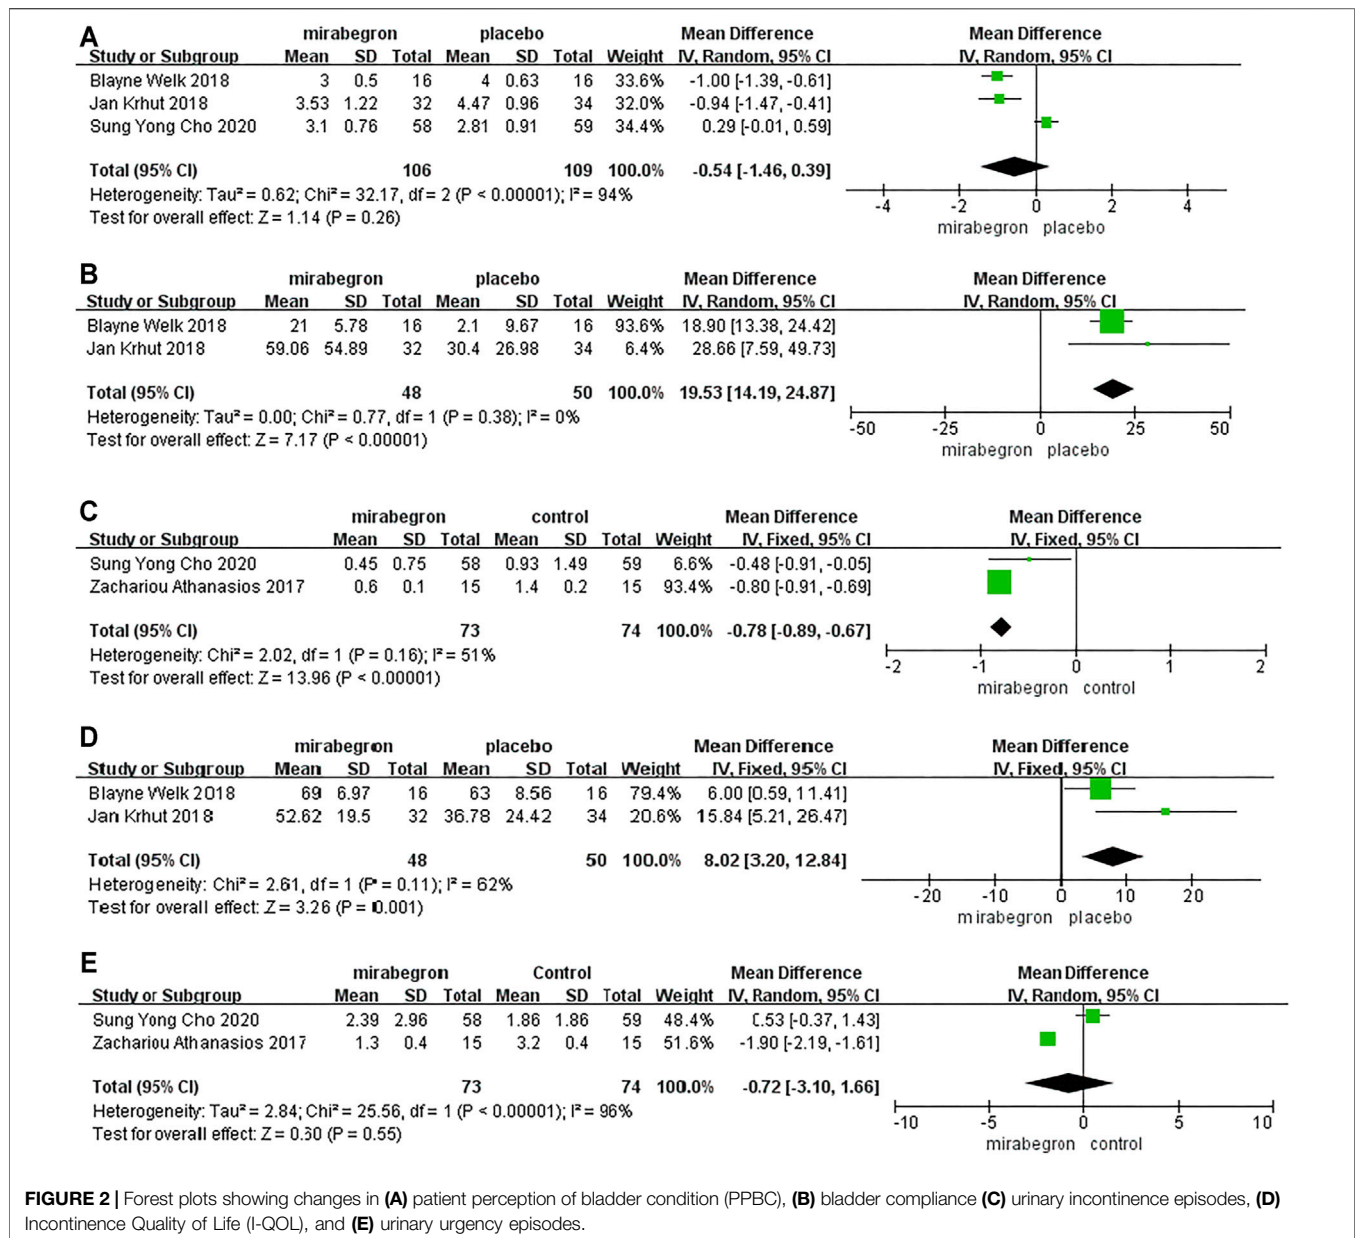 A
mirabegron placebo Mean Difference Mean Difference
Study or Subgroup Mean SD Total Mean SD Total Weight IV, Random, 95% CI IV, Random, 95% CI
Blayne Welk 2018 3 0.5 16 4 0.63 16 33.6% -1.00 [-1.39, -0.61]
Jan Krhut 2018 3.53 1.22 32 4.47 0.96 34 32.0% -0.94 [-1.47, -0.41]
Sung Yong Cho 2020 3.1 0.76 58 2.81 0.91 59 34.4% 0.29 [-0.01, 0.59]
Total (95% CI) 106 109 100.0% -0.54 [-1.46, 0.39]
Heterogeneity: Tau² = 0.62; Chi² = 32.17, df = 2 (P < 0.00001); I² = 94%
Test for overall effect: Z = 1.14 (P = 0.26)
-4 -2 0 2 4
mirabegron placebo
B
mirabegron placebo Mean Difference Mean Difference
Study or Subgroup Mean SD Total Mean SD Total Weight IV, Random, 95% CI IV, Random, 95% CI
Blayne Welk 2018 21 5.78 16 2.1 9.67 16 93.6% 18.90 [13.38, 24.42]
Jan Krhut 2018 59.06 54.89 32 30.4 26.98 34 6.4% 28.66 [7.59, 49.73]
Total (95% CI) 48 50 100.0% 19.53 [14.19, 24.87]
Heterogeneity: Tau² = 0.00; Chi² = 0.77, df = 1 (P = 0.38); I² = 0%
Test for overall effect: Z = 7.17 (P < 0.00001)
-50 -25 0 25 50
mirabegron placebo
C
mirabegron control Mean Difference Mean Difference
Study or Subgroup Mean SD Total Mean SD Total Weight IV, Fixed, 95% CI IV, Fixed, 95% CI
Sung Yong Cho 2020 0.45 0.75 58 0.93 1.49 59 6.6% -0.48 [-0.91, -0.05]
Zachariou Athanasios 2017 0.6 0.1 15 1.4 0.2 15 93.4% -0.80 [-0.91, -0.69]
Total (95% CI) 73 74 100.0% -0.78 [-0.89, -0.67]
Heterogeneity: Chi² = 2.02, df = 1 (P = 0.16); I² = 51%
Test for overall effect: Z = 13.96 (P < 0.00001)
-2 -1 0 1 2
mirabegron control
D
mirabegron placebo Mean Difference Mean Difference
Study or Subgroup Mean SD Total Mean SD Total Weight IV, Fixed, 95% CI IV, Fixed, 95% CI
Blayne Welk 2018 69 6.97 16 63 8.56 16 79.4% 6.00 [0.59, 11.41]
Jan Krhut 2018 52.62 19.5 32 36.78 24.42 34 20.6% 15.84 [5.21, 26.47]
Total (95% CI) 48 50 100.0% 8.02 [3.20, 12.84]
Heterogeneity: Chi² = 2.61, df = 1 (P = 0.11); I² = 62%
Test for overall effect: Z = 3.26 (P = 0.001)
-20 -10 0 10 20
mirabegron placebo
E
mirabegron Control Mean Difference Mean Difference
Study or Subgroup Mean SD Total Mean SD Total Weight IV, Random, 95% CI IV, Random, 95% CI
Sung Yong Cho 2020 2.39 2.96 58 1.86 1.86 59 48.4% 0.53 [-0.37, 1.43]
Zachariou Athanasios 2017 1.3 0.4 15 3.2 0.4 15 51.6% -1.90 [-2.19, -1.61]
Total (95% CI) 73 74 100.0% -0.72 [-3.10, 1.66]
Heterogeneity: Tau² = 2.84; Chi² = 25.56, df = 1 (P < 0.00001); I² = 96%
Test for overall effect: Z = 0.60 (P = 0.55)
-10 -5 0 5 10
mirabegron control
FIGURE 2 | Forest plots showing changes in (A) patient perception of bladder condition (PPBC), (B) bladder compliance (C) urinary incontinence episodes, (D)
Incontinence Quality of Life (I-QOL), and (E) urinary urgency episodes.